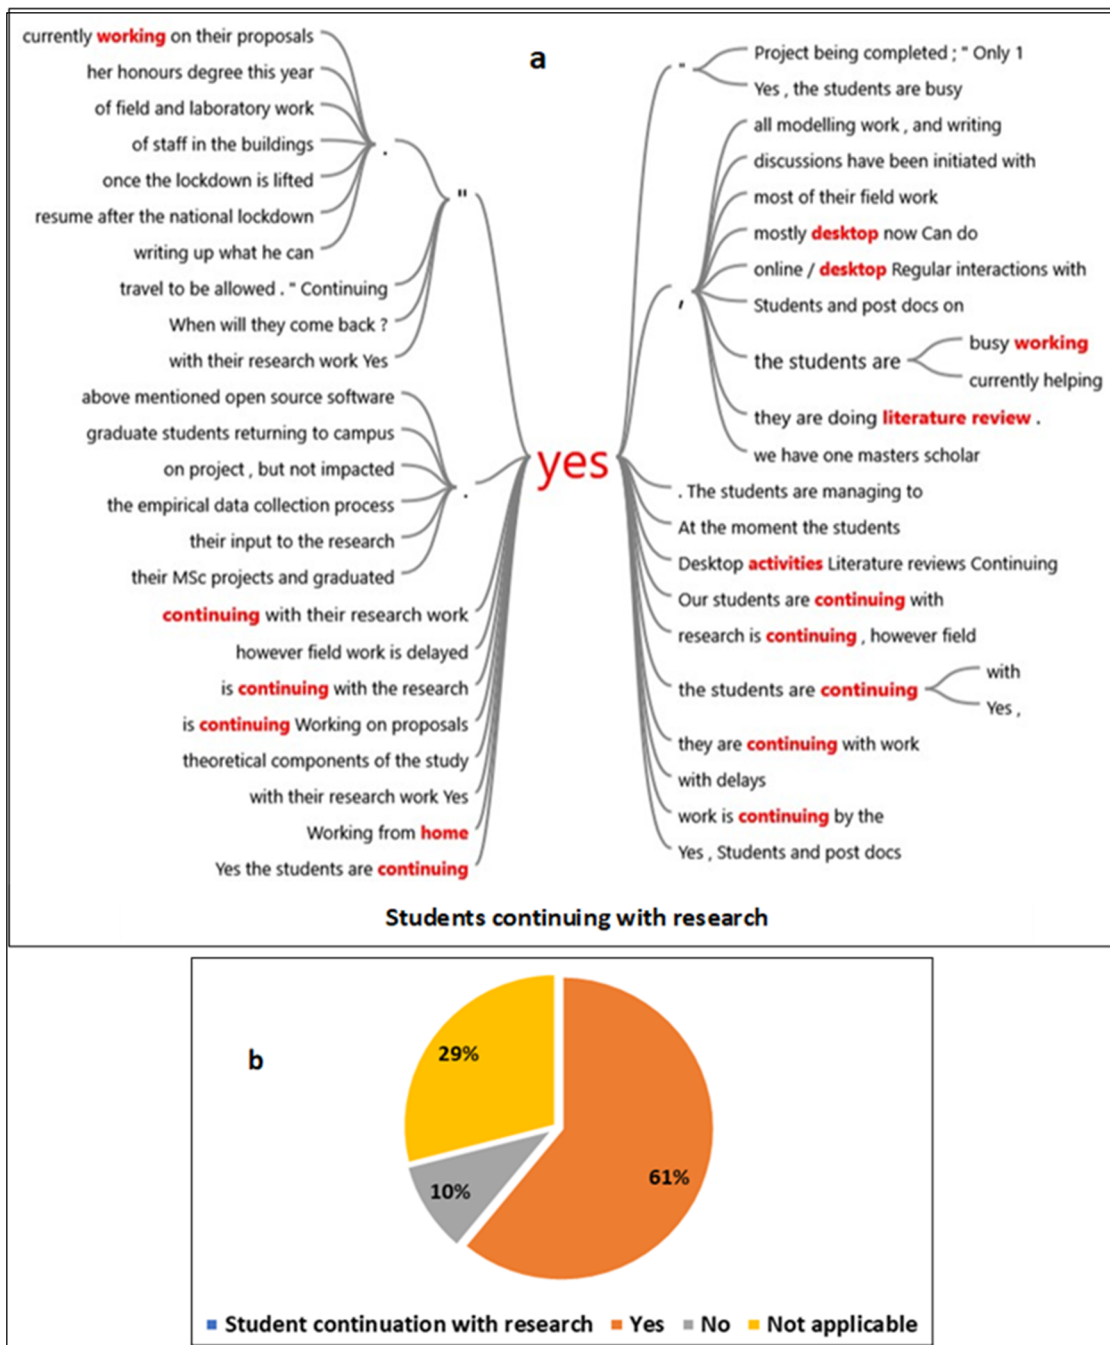 a
currently working on their proposals
her honours degree this year
of field and laboratory work
of staff in the buildings
once the lockdown is lifted
resume after the national lockdown
writing up what he can
.
travel to be allowed . " Continuing
When will they come back ?
with their research work Yes
"
above mentioned open source software
graduate students returning to campus
on project , but not impacted
the empirical data collection process
their input to the research
their MSc projects and graduated
.
continuing with their research work
however field work is delayed
is continuing with the research
is continuing Working on proposals
theoretical components of the study
with their research work Yes
Working from home
Yes the students are continuing
yes
"
Project being completed ; " Only 1
Yes , the students are busy
,
all modelling work , and writing
discussions have been initiated with
most of their field work
mostly desktop now Can do
online / desktop Regular interactions with
Students and post docs on
the students are
busy working
currently helping
they are doing literature review .
we have one masters scholar
. The students are managing to
At the moment the students
Desktop activities Literature reviews Continuing
Our students are continuing with
research is continuing , however field
the students are continuing
with
Yes ,
they are continuing with work
with delays
work is continuing by the
Yes , Students and post docs
Students continuing with research
b
29%
10%
61%
Student continuation with research Yes No Not applicable